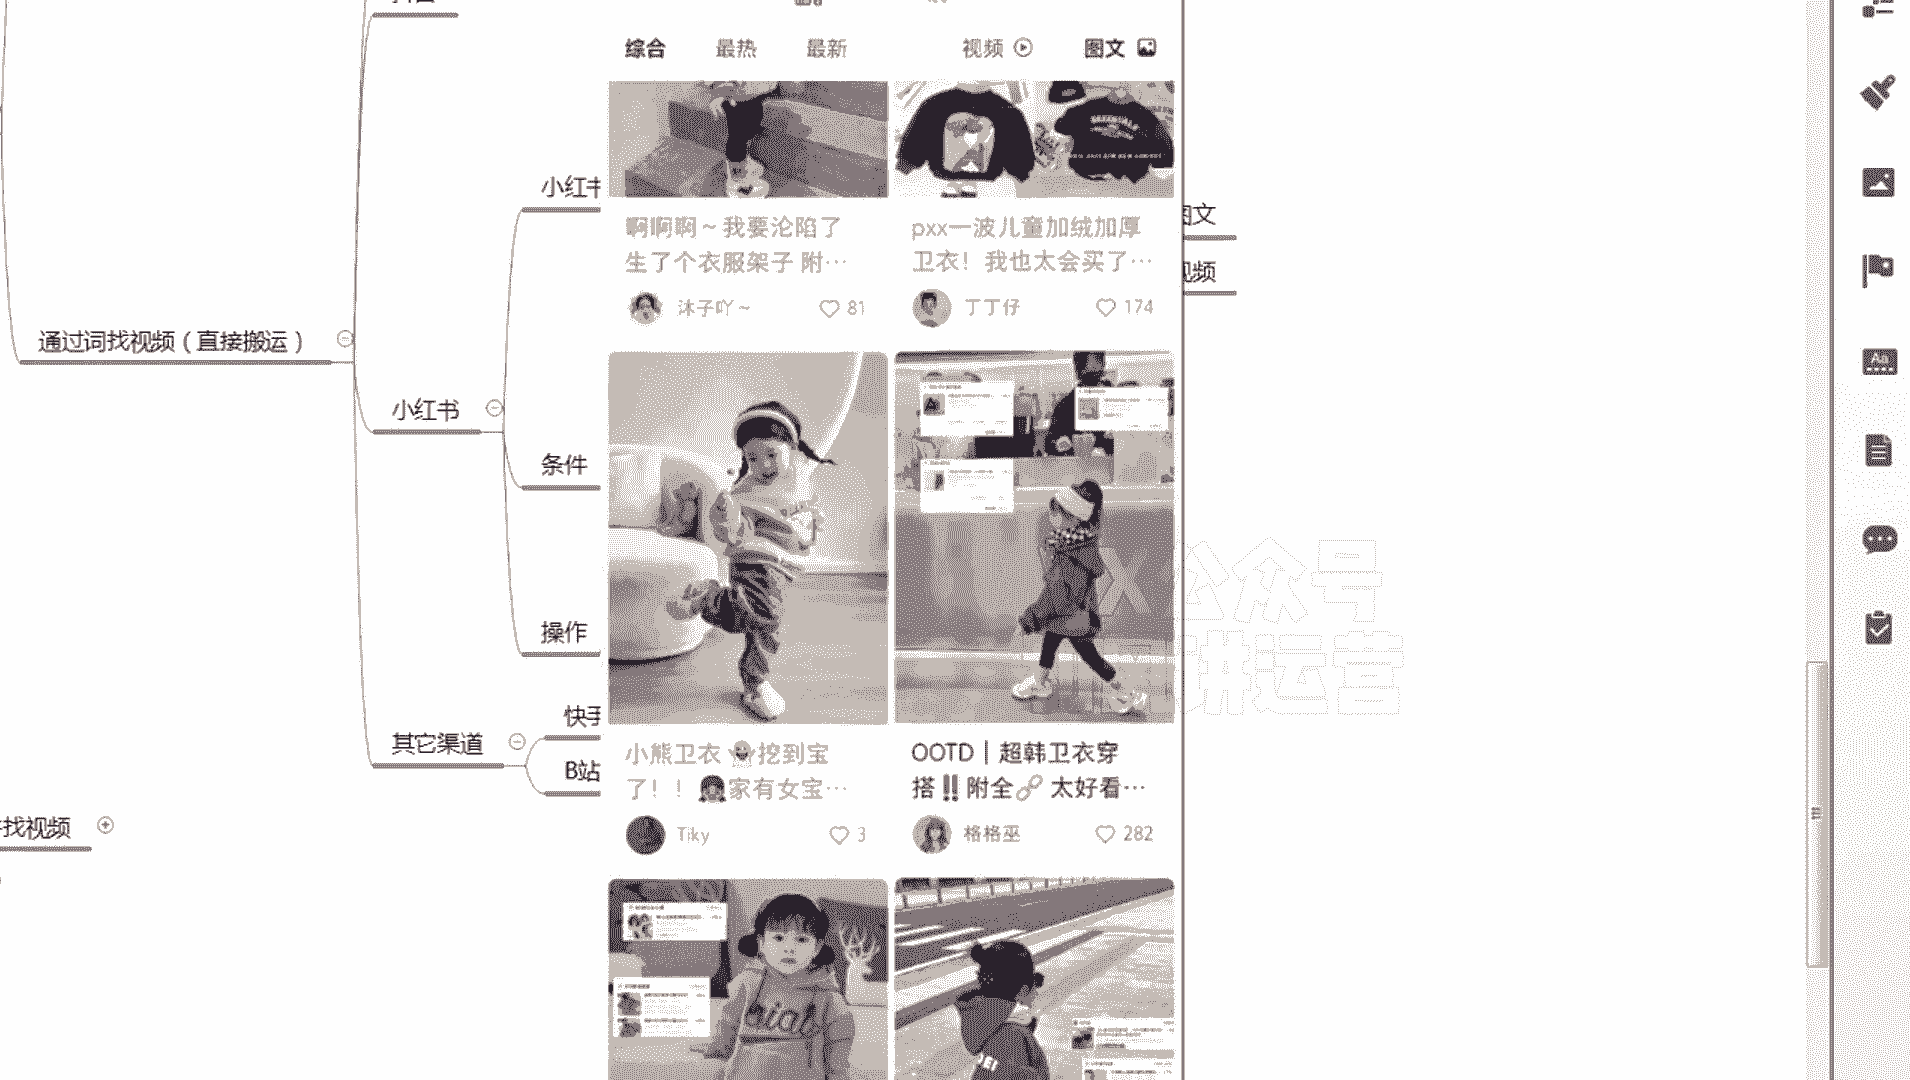 综合 最热 最新 视频 图文
小红书
啊啊啊~我要沦陷了
生了个衣服架子 附…
沐子吖~ 81
pxx一波儿童加绒加厚
卫衣！我也太会买了…
丁丁仔 174
图文
视频
通过词找视频（直接搬运）
小红书
条件
操作
X公众号
讲运营
其它渠道
快手
B站
小熊卫衣👻挖到宝
了！！👧家有女宝…
Tiky 3
OOTD｜超韩卫衣穿
搭‼️附全🔗 太好看…
格格巫 282
找视频
Aa